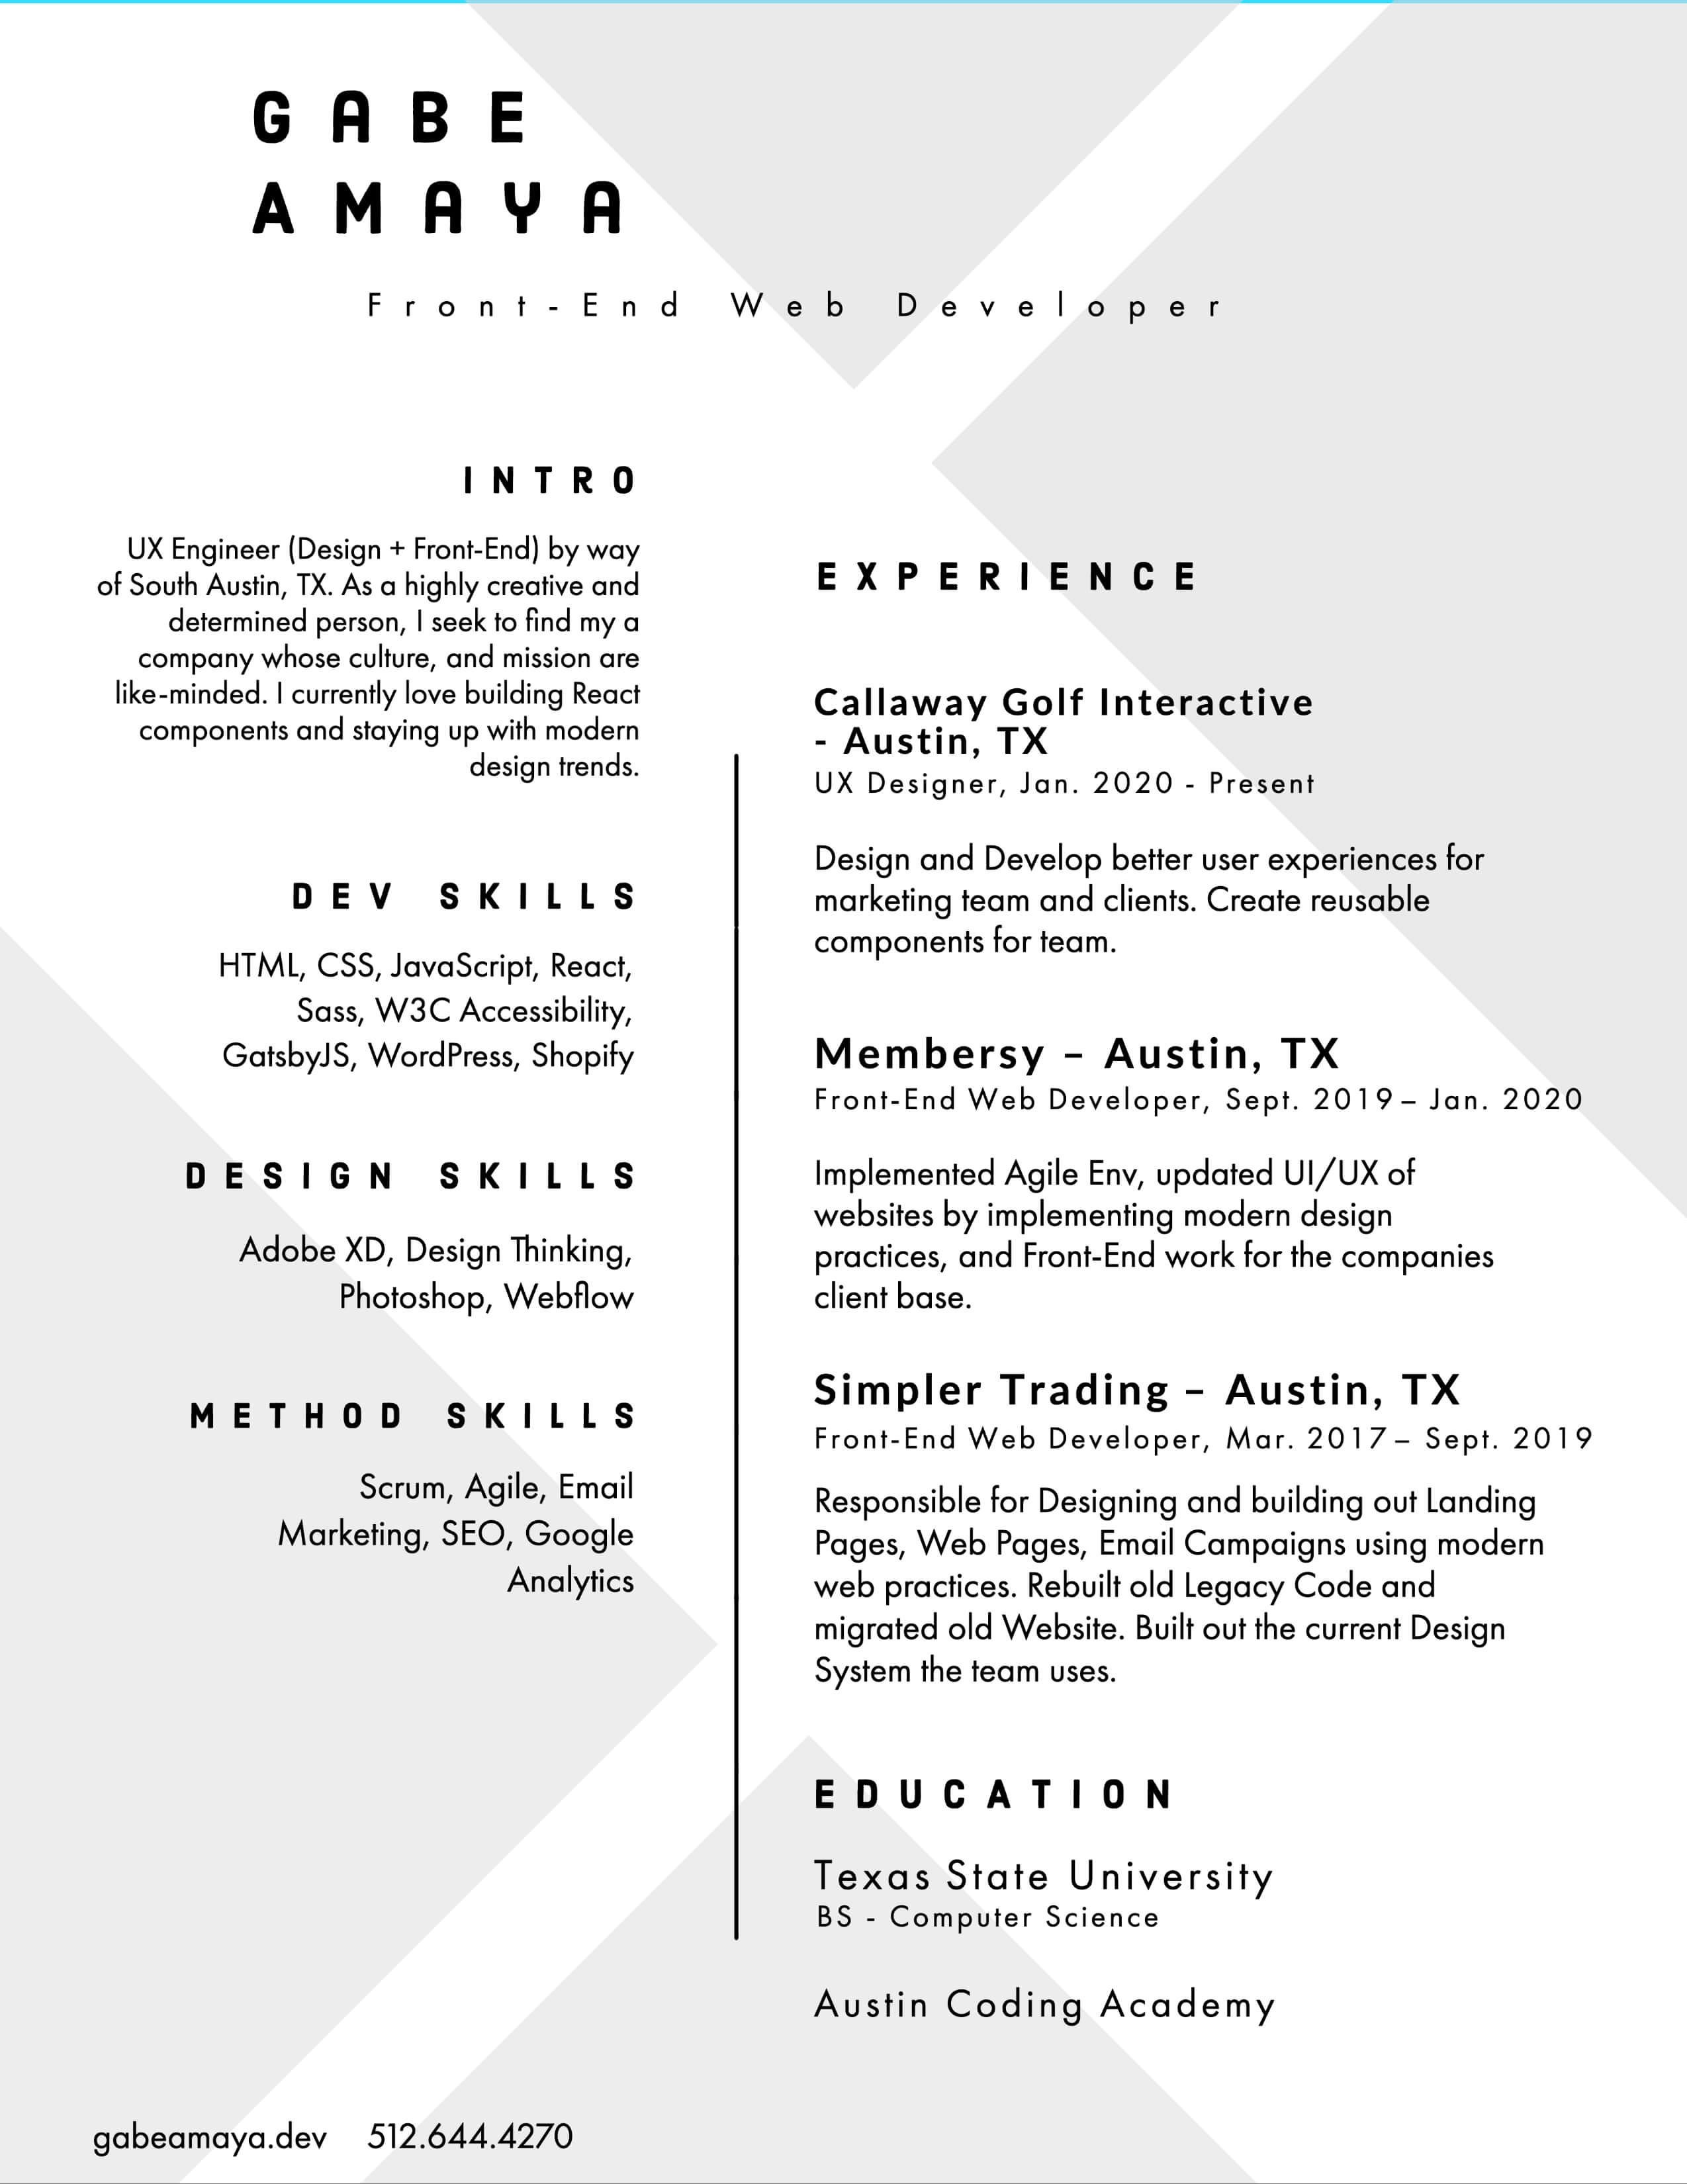 GABE
AMAYA
Front-End Web Developer
INTRO
UX Engineer (Design + Front-End) by way
of South Austin, TX. As a highly creative and
determined person, I seek to find my a
company whose culture, and mission are
like-minded. I currently love building React
components and staying up with modern
design trends.
DEV SKILLS
HTML, CSS, JavaScript, React,
Sass, W3C Accessibility,
GatsbyJS, WordPress, Shopify
DESIGN SKILLS
Adobe XD, Design Thinking,
Photoshop, Webflow
METHOD SKILLS
Scrum, Agile, Email
Marketing, SEO, Google
Analytics
EXPERIENCE
Callaway Golf Interactive
- Austin, TX
UX Designer, Jan. 2020 - Present
Design and Develop better user experiences for
marketing team and clients. Create reusable
components for team.
Membersy – Austin, TX
Front-End Web Developer, Sept. 2019 – Jan. 2020
Implemented Agile Env, updated UI/UX of
websites by implementing modern design
practices, and Front-End work for the companies
client base.
Simpler Trading – Austin, TX
Front-End Web Developer, Mar. 2017 – Sept. 2019
Responsible for Designing and building out Landing
Pages, Web Pages, Email Campaigns using modern
web practices. Rebuilt old Legacy Code and
migrated old Website. Built out the current Design
System the team uses.
EDUCATION
Texas State University
BS - Computer Science
Austin Coding Academy
gabeamaya.dev 512.644.4270